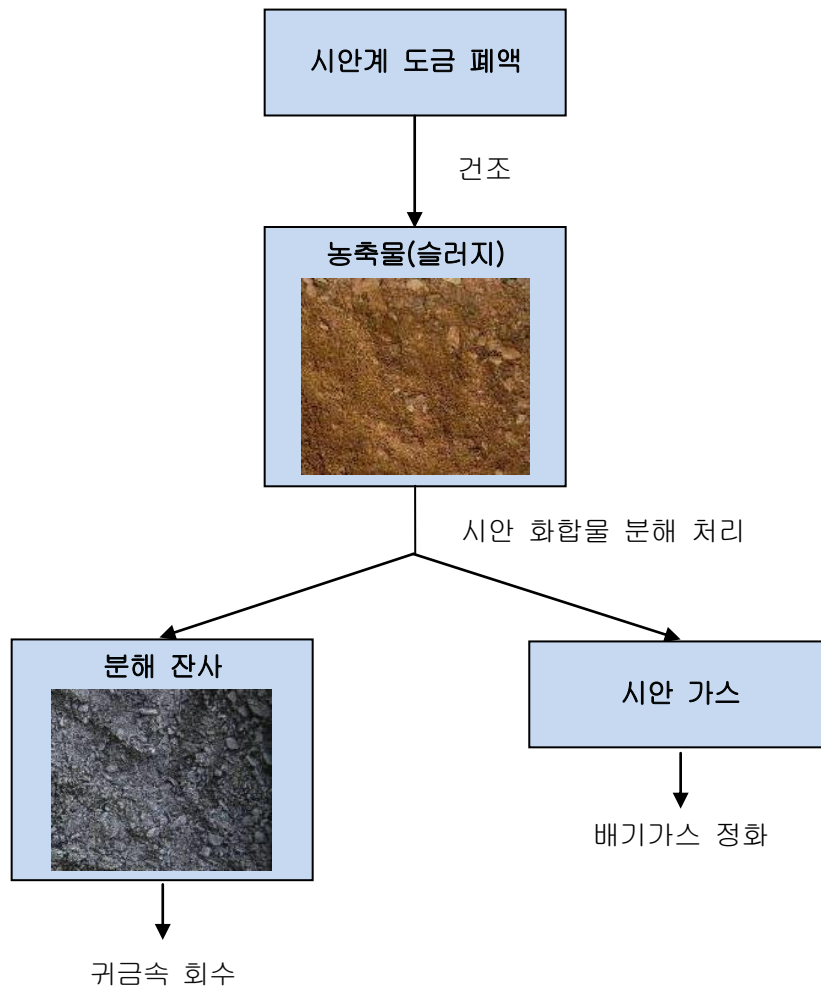 시안계 도금 폐액
건조
농축물(슬러지)
시안 화합물 분해 처리
분해 잔사
시안 가스
배기가스 정화
귀금속 회수